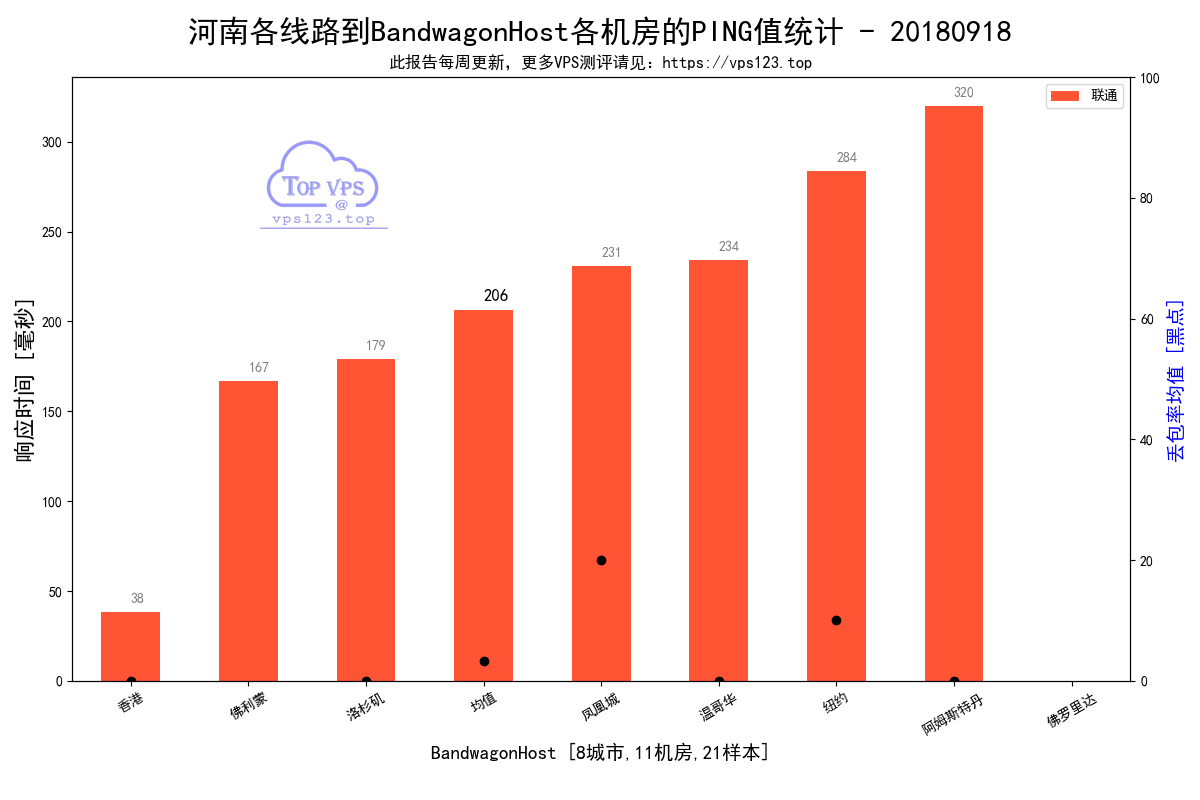 河南各线路到BandwagonHost各机房的PING值统计 - 20180918
此报告每周更新，更多VPS测评请见：https://vps123.top
联通
TOP VPS
@
vps123.top
响应时间 [毫秒]
300
250
200
150
100
50
0
38
167
179
206
231
234
284
320
100
80
60
40
20
0
丢包率均值 [黑点]
香港
佛利蒙
洛杉矶
均值
凤凰城
温哥华
纽约
阿姆斯特丹
佛罗里达
BandwagonHost [8城市,11机房,21样本]